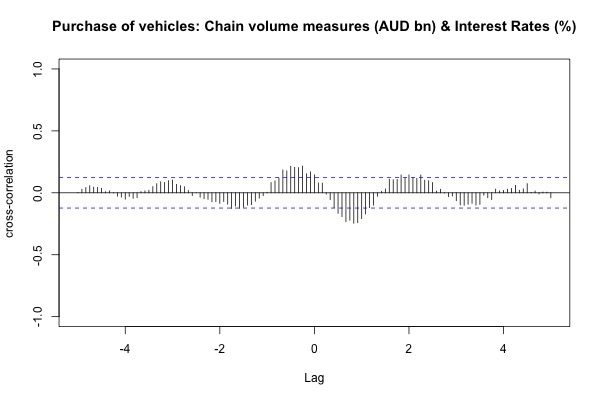 Purchase of vehicles: Chain volume measures (AUD bn) & Interest Rates (%)
cross-correlation
1.0
0.5
0.0
-0.5
-1.0
-4 -2 0 2 4
Lag